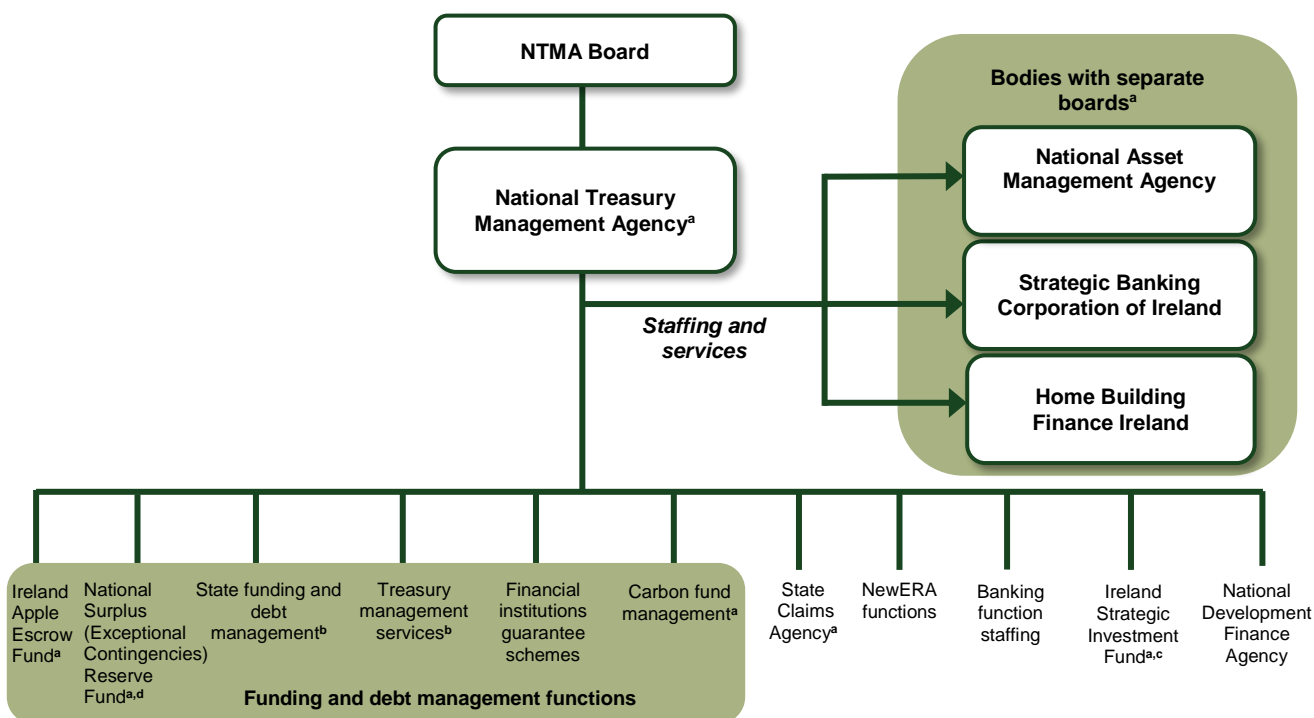 NTMA Board
Bodies with separate
boardsᵃ
National Asset
Management Agency
National Treasury
Management Agencyᵃ
Strategic Banking
Corporation of Ireland
Staffing and
services
Home Building
Finance Ireland
Ireland
Apple
Escrow
Fundᵃ
National
Surplus
(Exceptional
Contingencies)
Reserve
Fundᵃ,ᵈ
State funding and
debt
managementᵇ
Treasury
management
servicesᵇ
Financial
institutions
guarantee
schemes
Carbon fund
managementᵃ
State
Claims
Agencyᵃ
NewERA
functions
Banking
function
staffing
Ireland
Strategic
Investment
Fundᵃ,ᶜ
National
Development
Finance
Agency
Funding and debt management functions